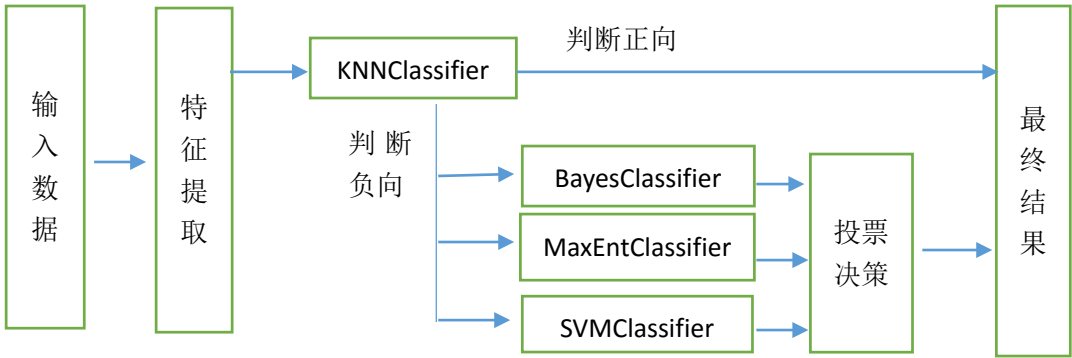 输入数据
特征提取
KNNClassifier
判断正向
判 断
负向
BayesClassifier
MaxEntClassifier
SVMClassifier
投票
决策
最终结果